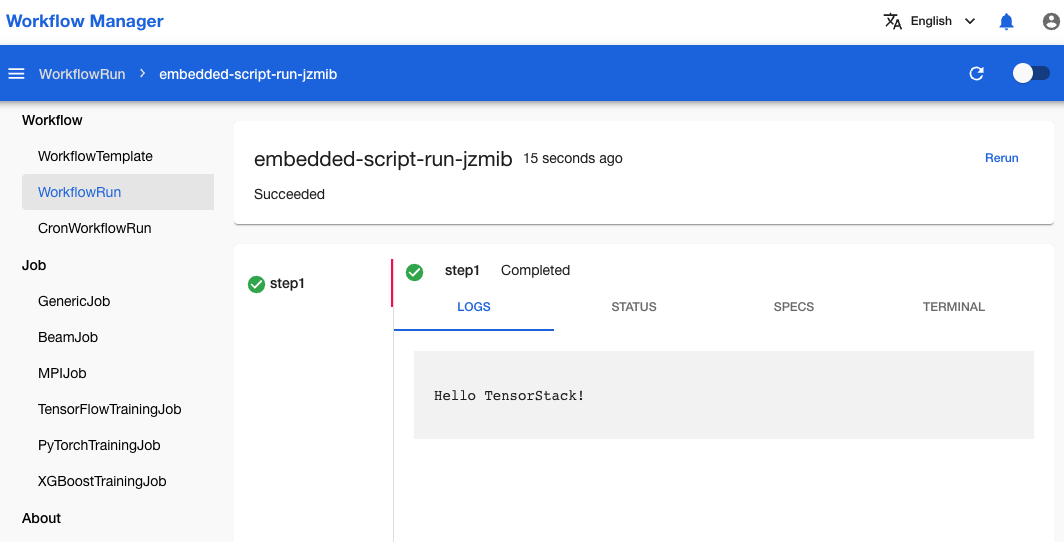 Workflow Manager
English
WorkflowRun > embedded-script-run-jzmib
Workflow
WorkflowTemplate
WorkflowRun
CronWorkflowRun
Job
GenericJob
BeamJob
MPIJob
TensorFlowTrainingJob
PyTorchTrainingJob
XGBoostTrainingJob
About
embedded-script-run-jzmib 15 seconds ago
Rerun
Succeeded
step1
step1 Completed
LOGS STATUS SPECS TERMINAL
Hello TensorStack!